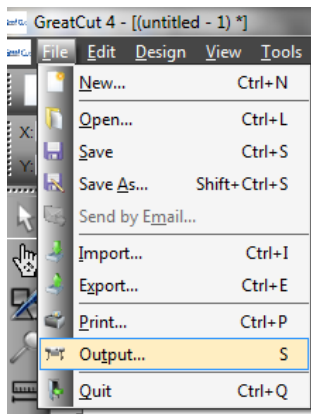 GreatCut 4 - [(untitled - 1) *]
File Edit Design View Tools
New... Ctrl+N
Open... Ctrl+L
Save Ctrl+S
Save As... Shift+Ctrl+S
Send by Email...
Import... Ctrl+I
Export... Ctrl+E
Print... Ctrl+P
Output... S
Quit Ctrl+Q
X:
Y: